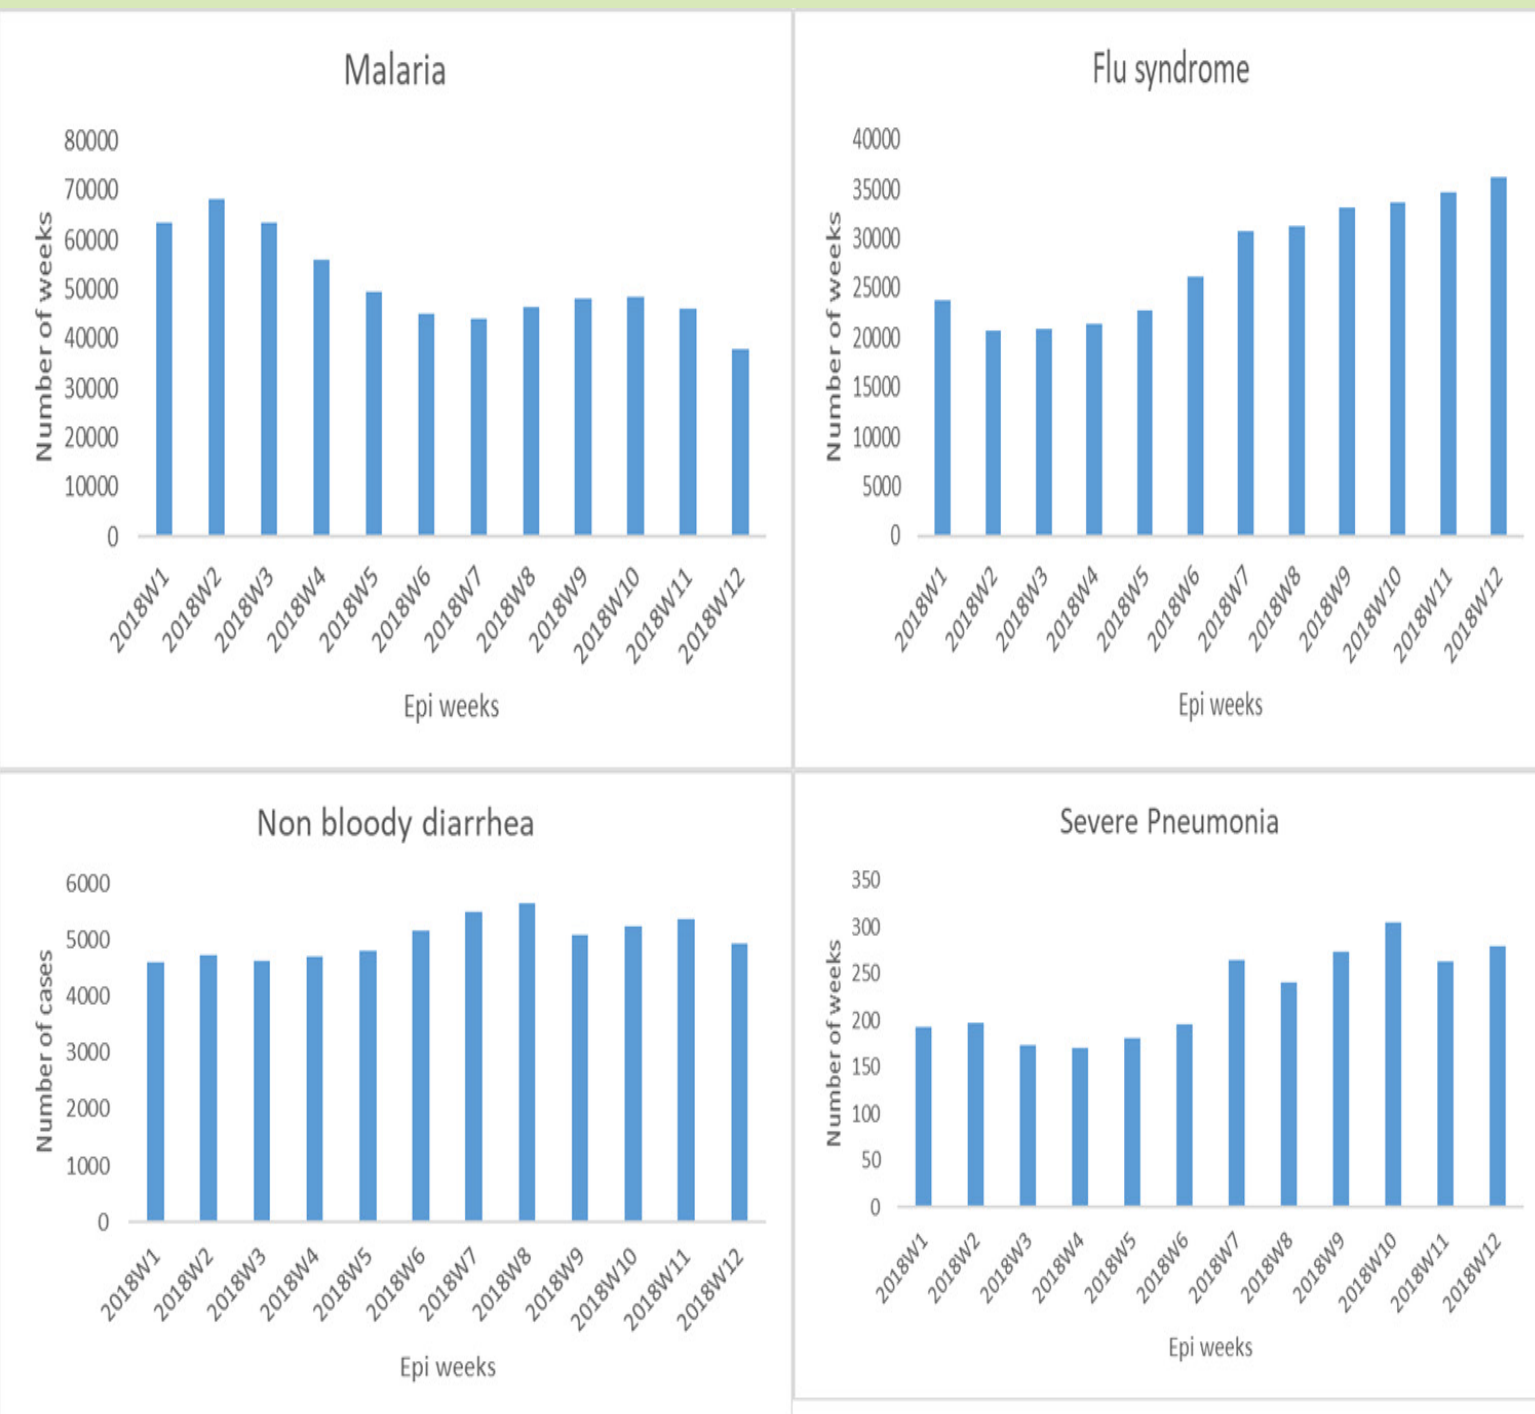 Malaria
Number of weeks
80000
70000
60000
50000
40000
30000
20000
10000
0
2018W1
2018W2
2018W3
2018W4
2018W5
2018W6
2018W7
2018W8
2018W9
2018W10
2018W11
2018W12
Epi weeks
Flu syndrome
Number of weeks
40000
35000
30000
25000
20000
15000
10000
5000
0
2018W1
2018W2
2018W3
2018W4
2018W5
2018W6
2018W7
2018W8
2018W9
2018W10
2018W11
2018W12
Epi weeks
Non bloody diarrhea
Number of cases
6000
5000
4000
3000
2000
1000
0
2018W1
2018W2
2018W3
2018W4
2018W5
2018W6
2018W7
2018W8
2018W9
2018W10
2018W11
2018W12
Epi weeks
Severe Pneumonia
Number of weeks
350
300
250
200
150
100
50
0
2018W1
2018W2
2018W3
2018W4
2018W5
2018W6
2018W7
2018W8
2018W9
2018W10
2018W11
2018W12
Epi weeks